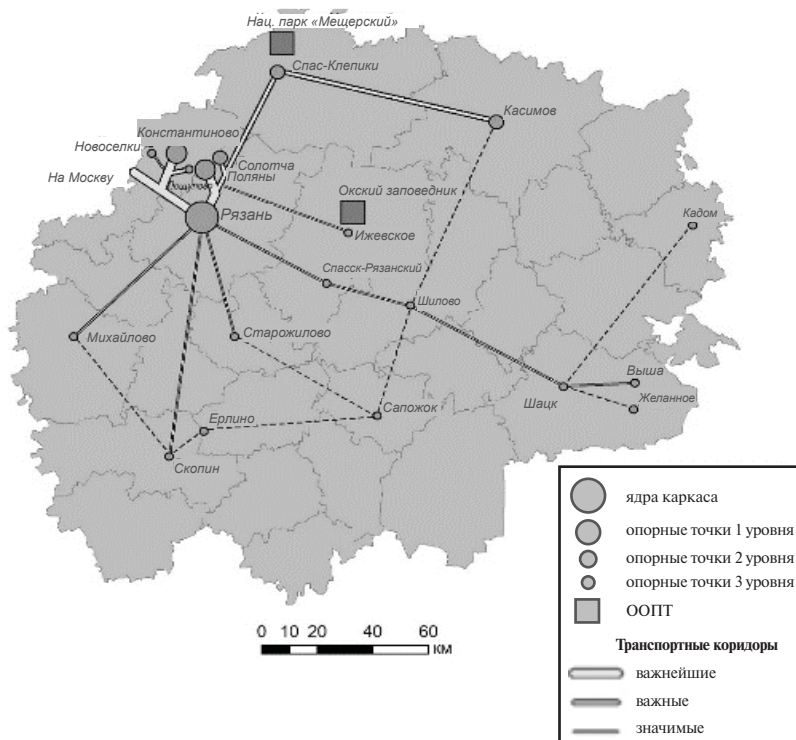 Нац. парк «Мещерский»
Спас-Клепики
Касимов
Константиново
Новоселки
Солотча
На Москву
Поляны
Окский заповедник
Рязань
Кадом
Ижевское
Спасск-Рязанский
Шилово
Михайлово
Старожилово
Выша
Шацк
Желанное
Сапожок
Ерлино
Скопин
ядра каркаса
опорные точки 1 уровня
опорные точки 2 уровня
опорные точки 3 уровня
ООПТ
Транспортные коридоры
важнейшие
важные
значимые
0 10 20 40 60
км